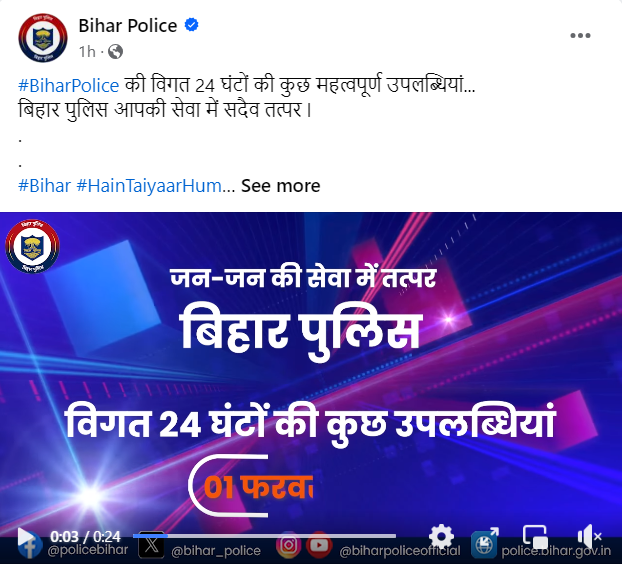 Bihar Police
1h
#BiharPolice की विगत 24 घंटों की कुछ महत्वपूर्ण उपलब्धियां...
बिहार पुलिस आपकी सेवा में सदैव तत्पर।
.
.
#Bihar #HainTaiyaarHum... See more
जन-जन की सेवा में तत्पर
बिहार पुलिस
विगत 24 घंटों की कुछ उपलब्धियां
01 फरव
0:03 / 0:24
@policebihar @bihar_police @biharpoliceofficial police.bihar.gov.in